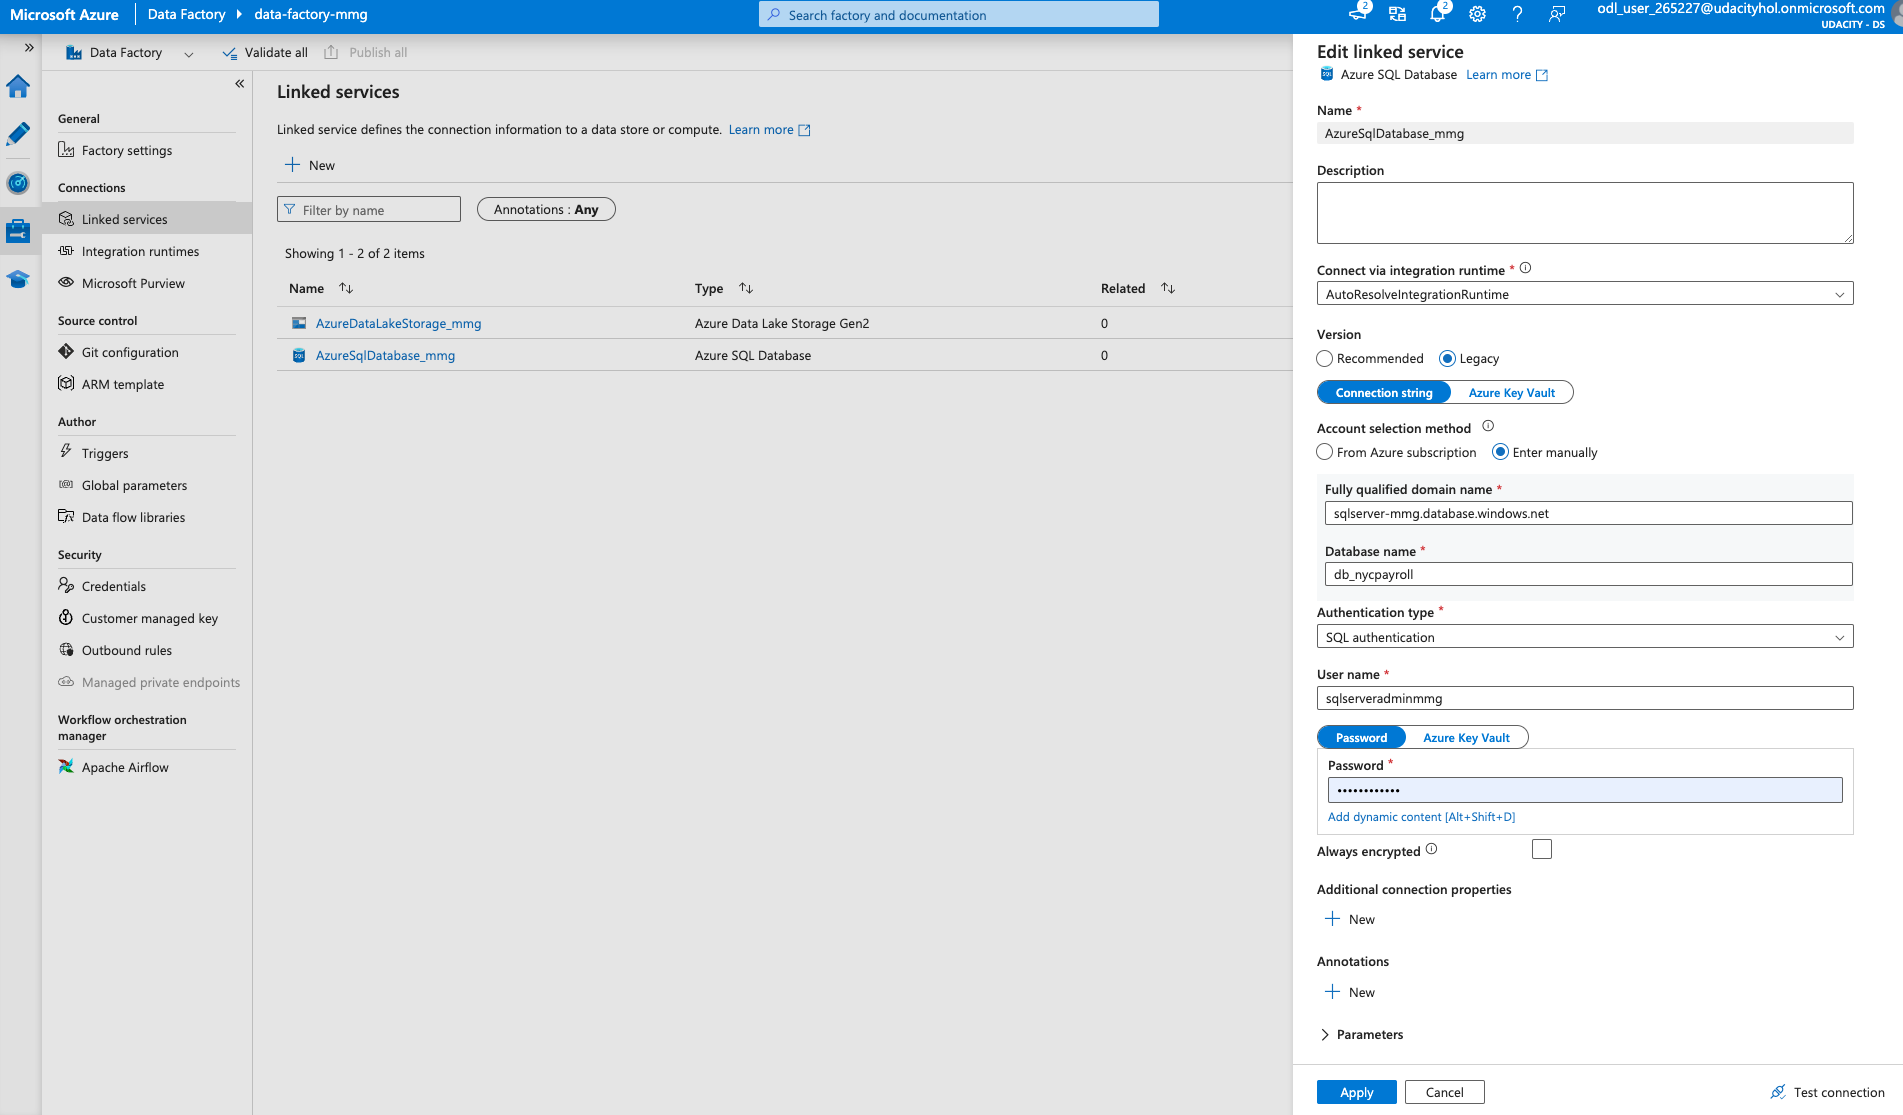 Microsoft Azure
Data Factory
data-factory-mmg
Search factory and documentation
2
2
odl_user_265227@udacityhol.onmicrosoft.com
UDACITY - DS
Data Factory
Validate all
Publish all
General
Factory settings
Connections
Linked services
Integration runtimes
Microsoft Purview
Source control
Git configuration
ARM template
Author
Triggers
Global parameters
Data flow libraries
Security
Credentials
Customer managed key
Outbound rules
Managed private endpoints
Workflow orchestration
manager
Apache Airflow
Linked services
Linked service defines the connection information to a data store or compute. Learn more
New
Filter by name
Annotations : Any
Showing 1 - 2 of 2 items
Name Type Related
AzureDataLakeStorage_mmg Azure Data Lake Storage Gen2 0
AzureSqlDatabase_mmg Azure SQL Database 0
Edit linked service
Azure SQL Database Learn more
Name *
AzureSqlDatabase_mmg
Description
Connect via integration runtime *
AutoResolveIntegrationRuntime
Version
Recommended Legacy
Connection string Azure Key Vault
Account selection method
From Azure subscription Enter manually
Fully qualified domain name *
sqlserver-mmg.database.windows.net
Database name *
db_nycpayroll
Authentication type *
SQL authentication
User name *
sqlserveradminmmg
Password Azure Key Vault
Password *
••••••••••••
Add dynamic content [Alt+Shift+D]
Always encrypted
Additional connection properties
New
Annotations
New
Parameters
Apply
Cancel
Test connection